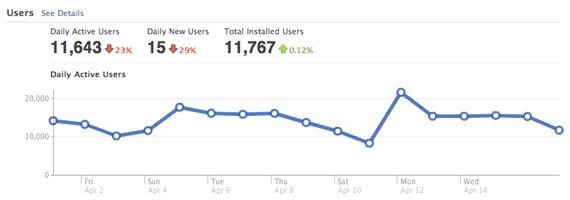 Users See Details
Daily Active Users Daily New Users Total Installed Users
11,643 23% 15 29% 11,767 0.12%
Daily Active Users
20,000
10,000
0
Fri Sun Tue Thu Sat Mon Wed
Apr 2 Apr 4 Apr 6 Apr 8 Apr 10 Apr 12 Apr 14